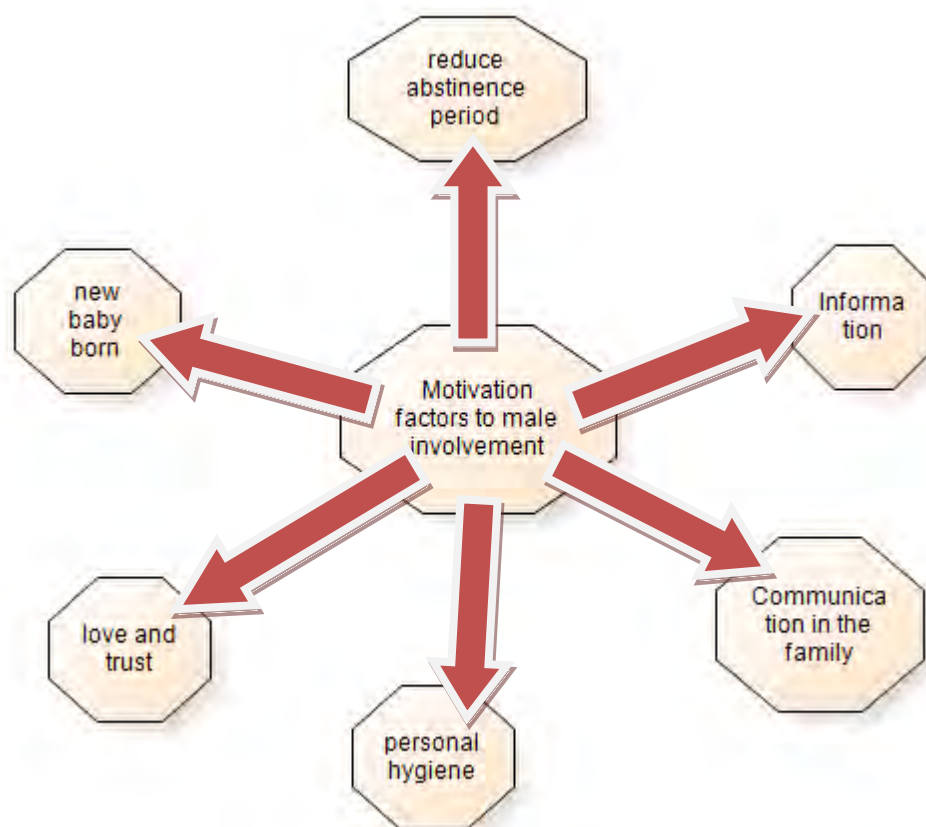 reduce
abstinence
period
new
baby
born
Informa
tion
Motivation
factors to male
involvement
love and
trust
Communica
tion in the
family
personal
hygiene